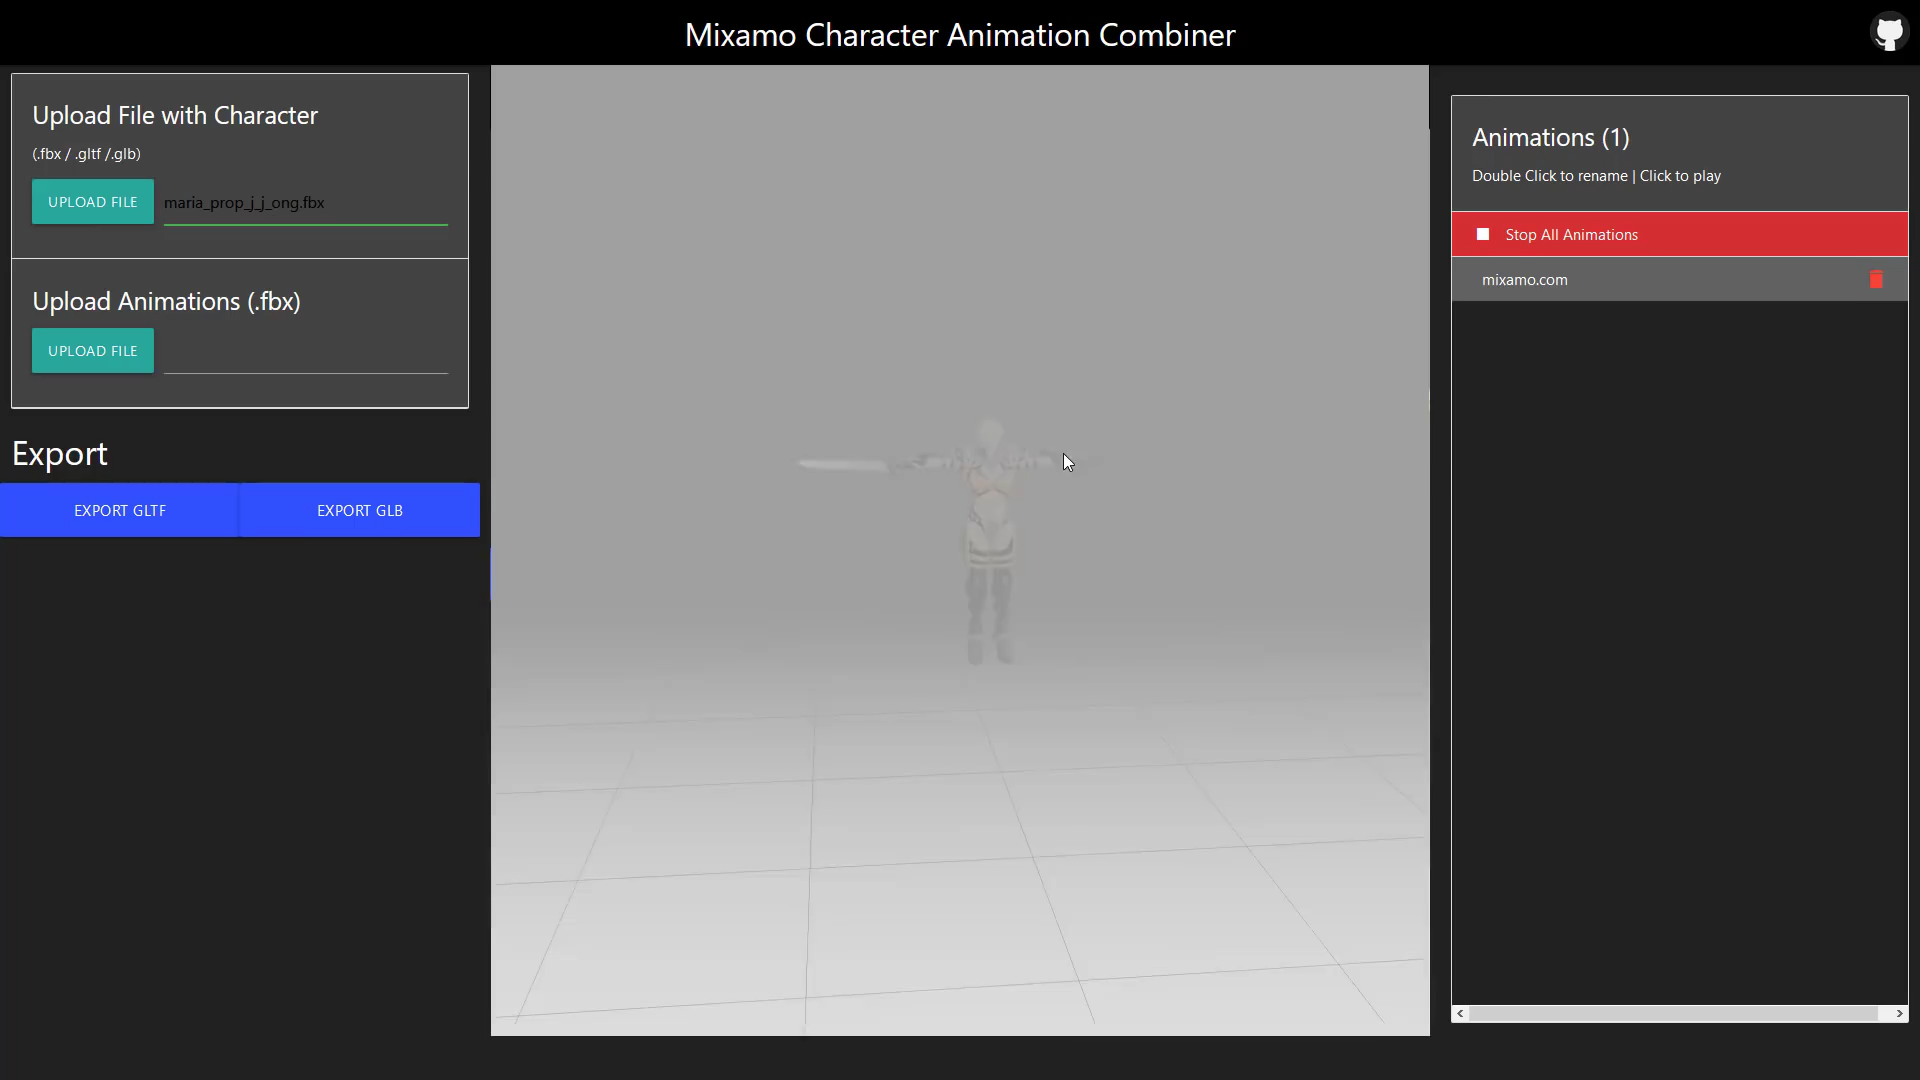 Mixamo Character Animation Combiner
Upload File with Character
(.fbx / .gltf /.glb)
UPLOAD FILE
maria_prop_j_j_ong.fbx
Upload Animations (.fbx)
UPLOAD FILE
Export
EXPORT GLTF
EXPORT GLB
Animations (1)
Double Click to rename | Click to play
Stop All Animations
mixamo.com